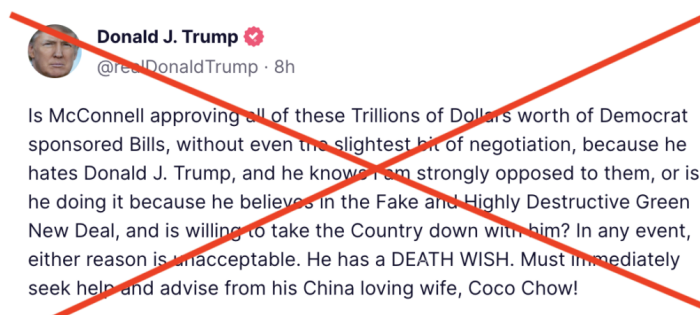 Donald J. Trump
@realDonaldTrump · 8h
Is McConnell approving all of these Trillions of Dollars worth of Democrat
sponsored Bills, without even the slightest bit of negotiation, because he
hates Donald J. Trump, and he knows I am strongly opposed to them, or is
he doing it because he believes in the Fake and Highly Destructive Green
New Deal, and is willing to take the Country down with him? In any event,
either reason is unacceptable. He has a DEATH WISH. Must immediately
seek help and advise from his China loving wife, Coco Chow!